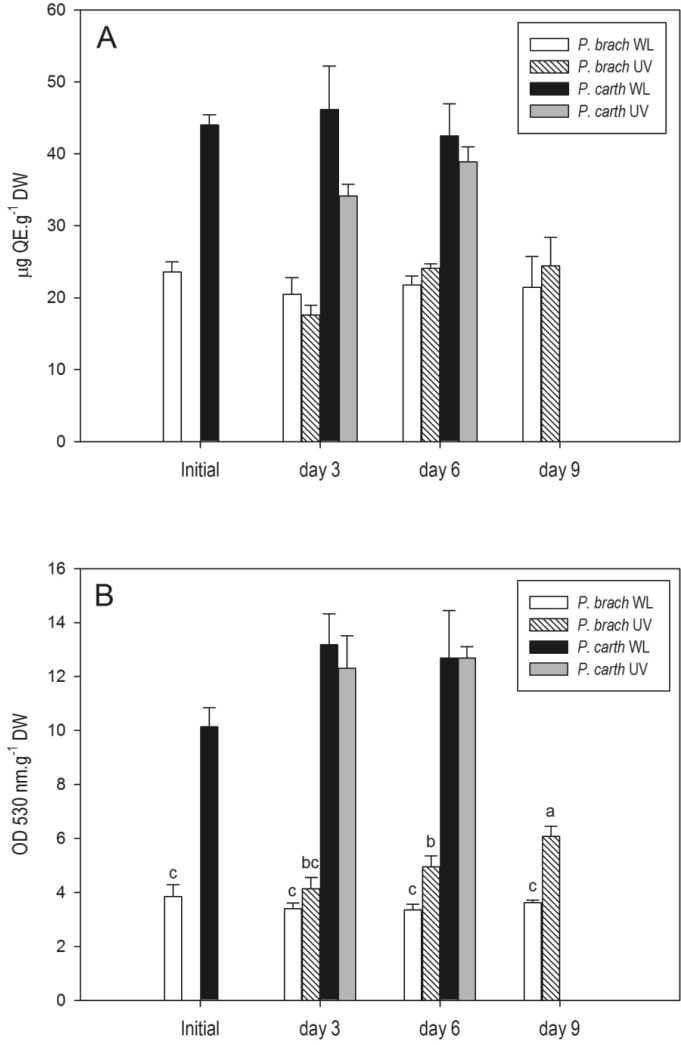 A
P. brach WL
P. brach UV
P. carth WL
P. carth UV
60
50
40
30
20
10
0
µg QE.g⁻¹ DW
Initial
day 3
day 6
day 9
B
P. brach WL
P. brach UV
P. carth WL
P. carth UV
16
14
12
10
8
6
4
2
0
OD 530 nm.g⁻¹ DW
c
c
bc
c
b
c
a
Initial
day 3
day 6
day 9